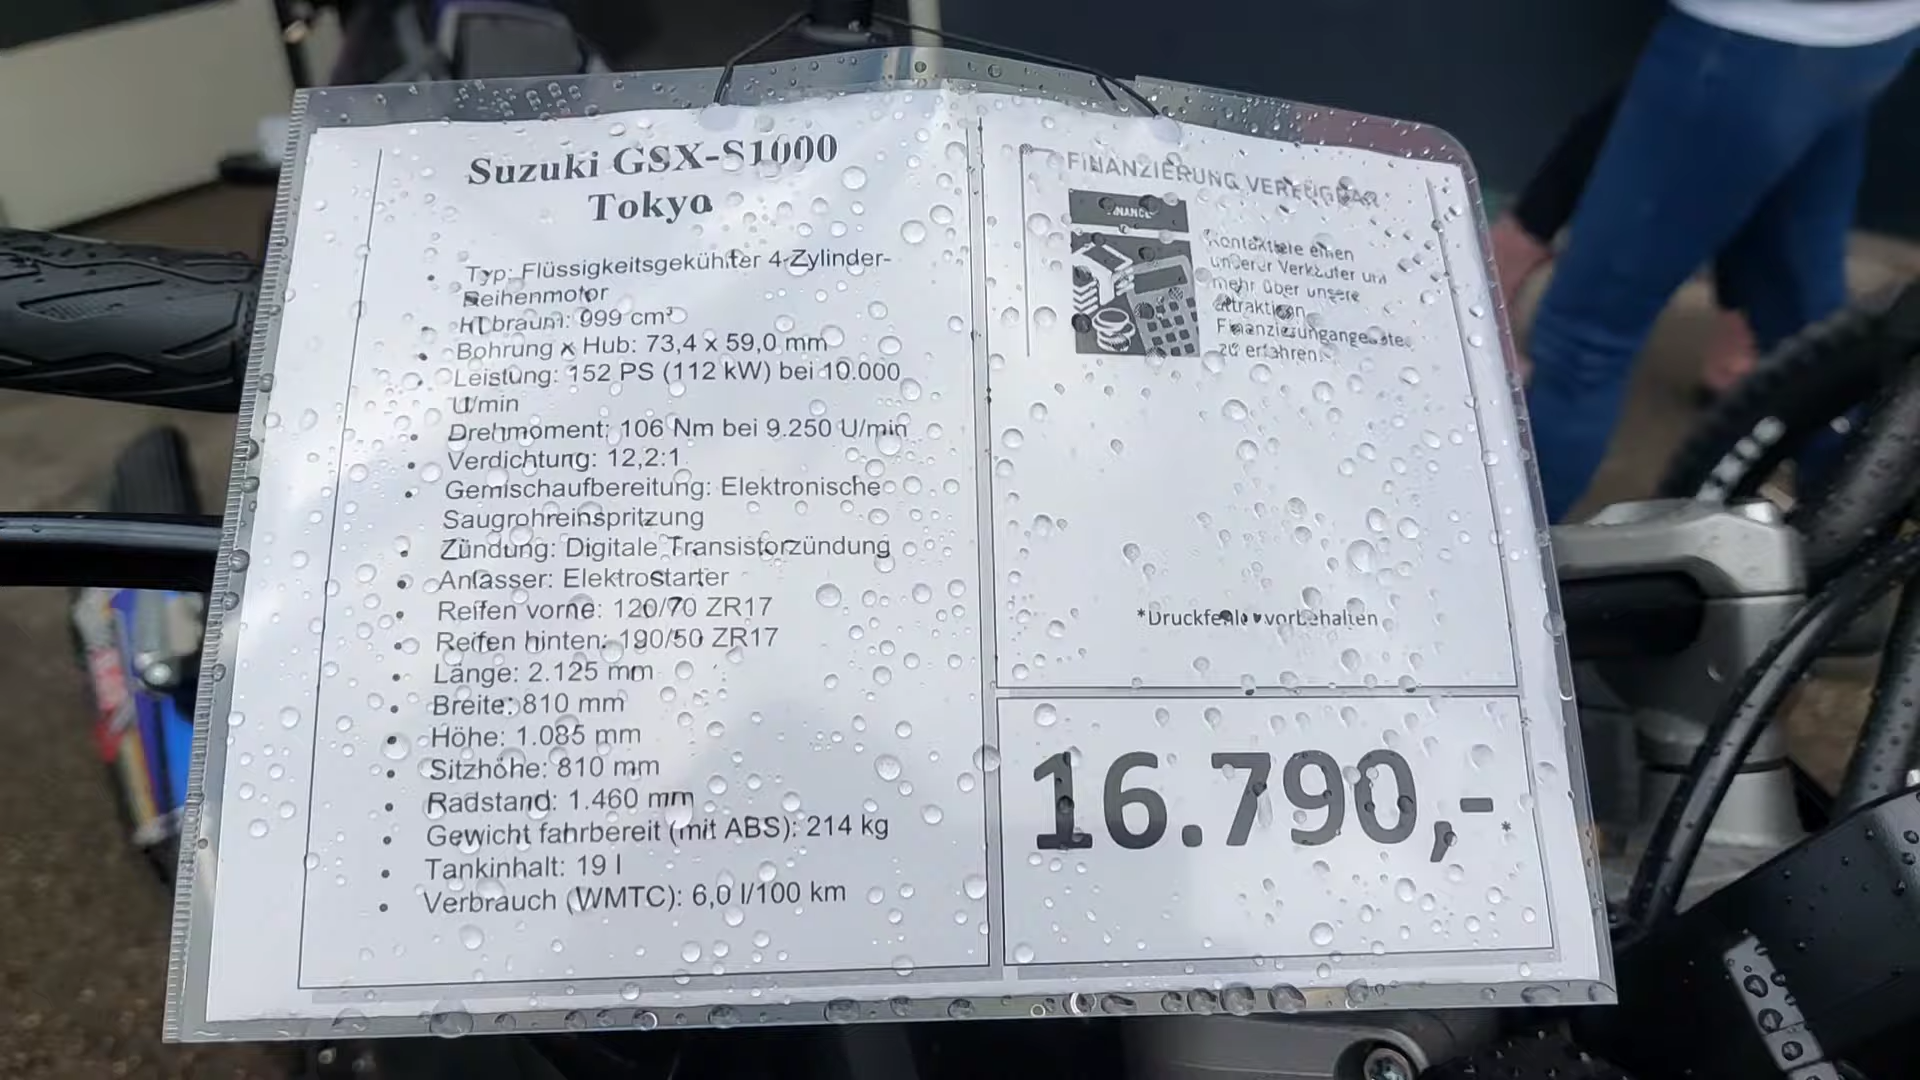 Suzuki GSX-S1000
Tokyo
• Typ: Flüssigkeitsgekühlter 4-Zylinder-
Reihenmotor
• Hubraum: 999 cm³
• Bohrung x Hub: 73,4 x 59,0 mm
• Leistung: 152 PS (112 kW) bei 10.000
U/min
• Drehmoment: 106 Nm bei 9.250 U/min
• Verdichtung: 12,2:1
• Gemischaufbereitung: Elektronische
Saugrohreinspritzung
• Zündung: Digitale Transistorzündung
• Anlasser: Elektrostarter
• Reifen vorne: 120/70 ZR17
• Reifen hinten: 190/50 ZR17
• Länge: 2.125 mm
• Breite: 810 mm
• Höhe: 1.085 mm
• Sitzhöhe: 810 mm
• Radstand: 1.460 mm
• Gewicht fahrbereit (mit ABS): 214 kg
• Tankinhalt: 19 l
• Verbrauch (WMTC): 6,0 l/100 km
FINANZIERUNG VERFÜGBAR
FINANCE
Kontaktiere einen
unserer Verkäufer um
mehr über unsere
attraktiven
Finanzierungangebote
zu erfahren.
*Druckfehler vorbehalten
16.790,-*